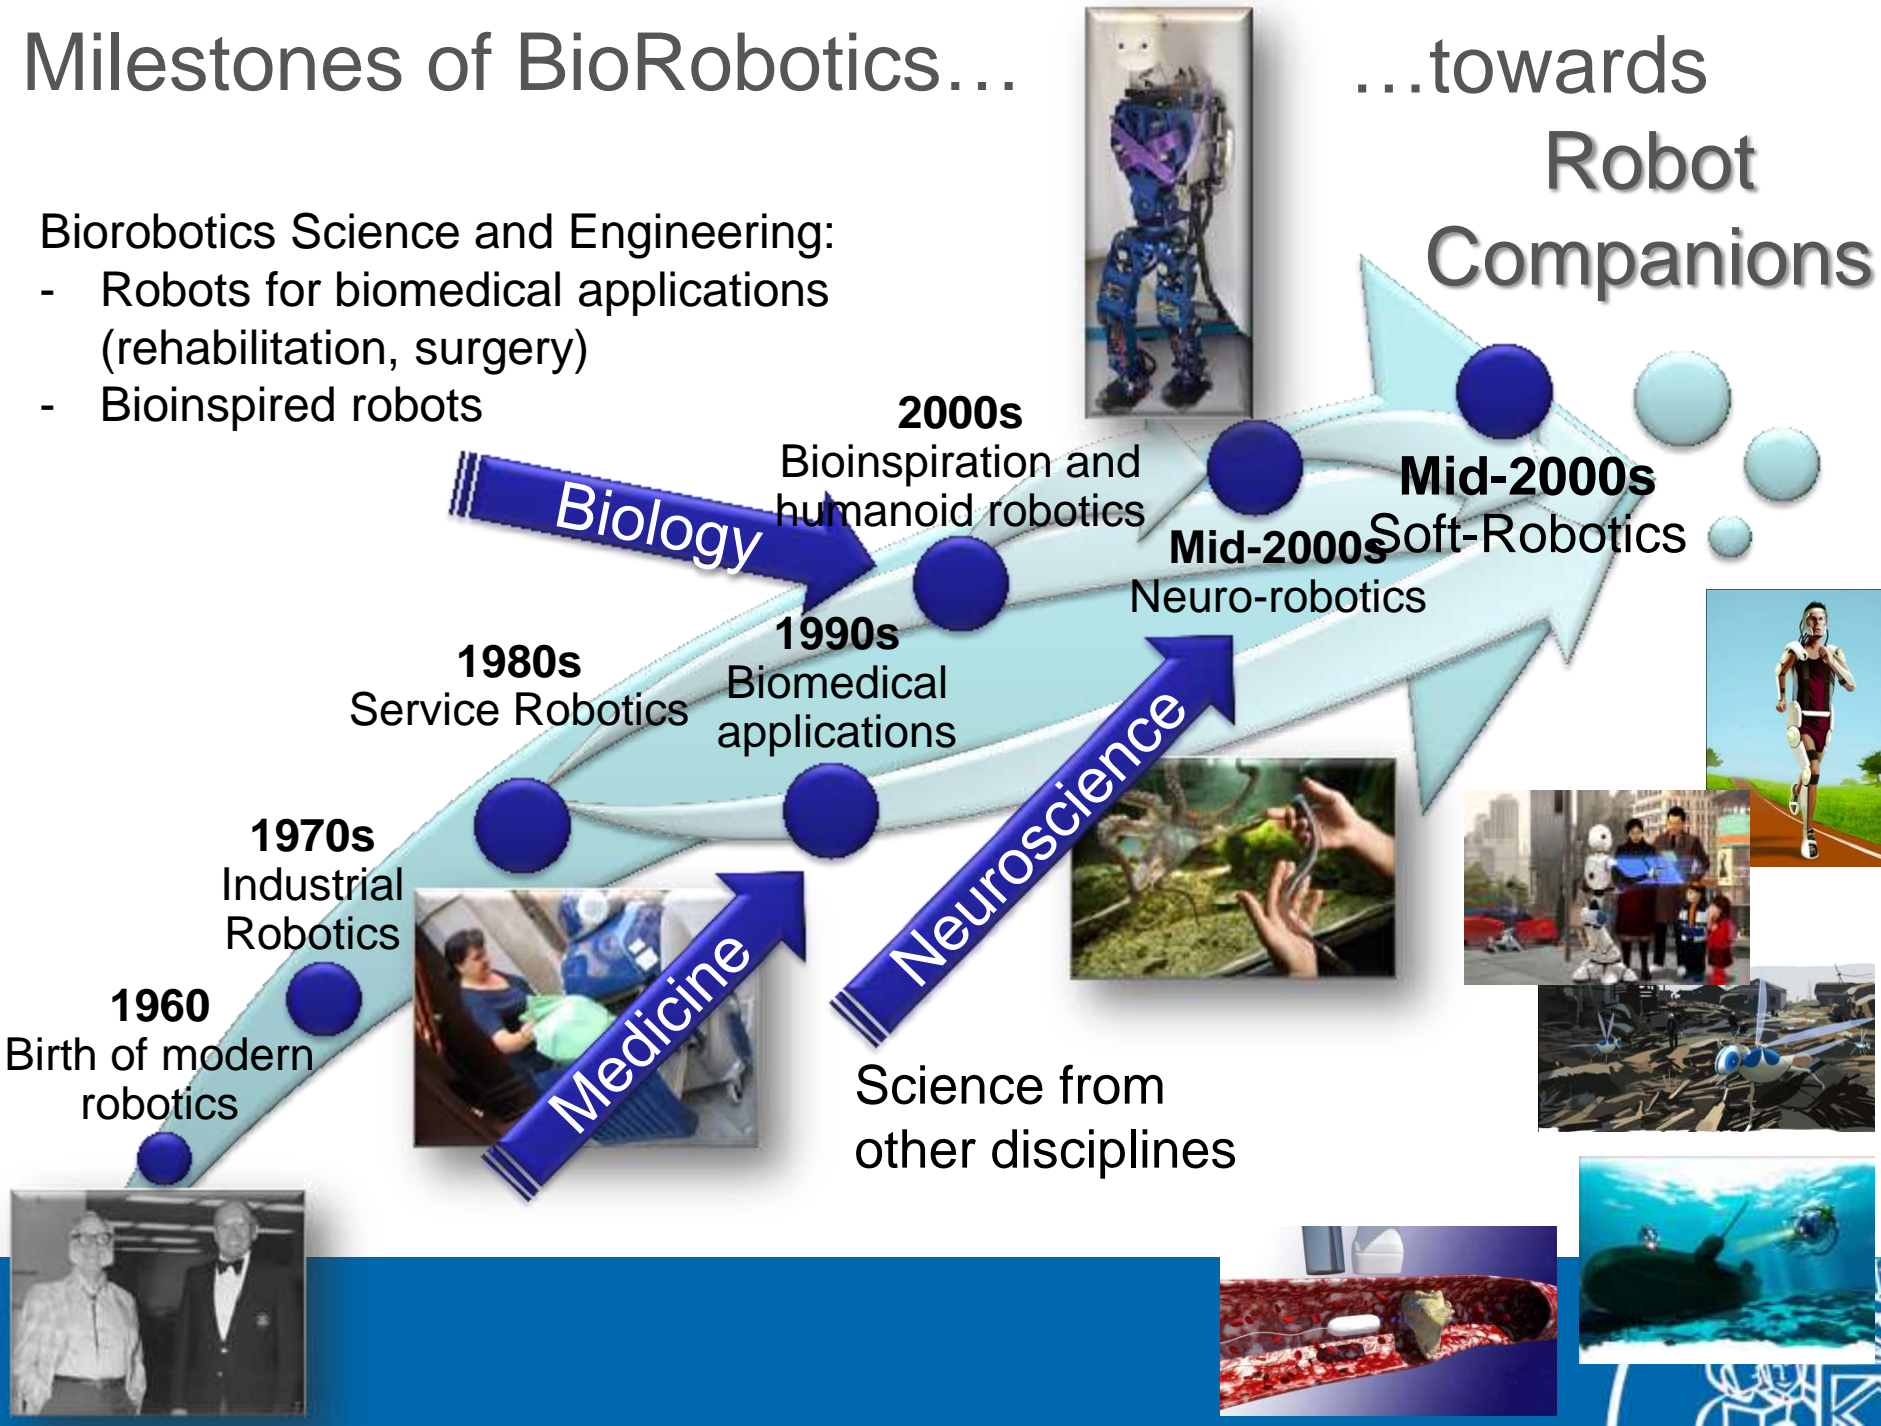 Milestones of BioRobotics…
…towards
Robot
Companions
Biorobotics Science and Engineering:
- Robots for biomedical applications
(rehabilitation, surgery)
- Bioinspired robots
2000s
Bioinspiration and
humanoid robotics
Biology
Mid-2000s
Soft-Robotics
Mid-2000s
Neuro-robotics
1990s
Biomedical
applications
1980s
Service Robotics
Neuroscience
1970s
Industrial
Robotics
Medicine
1960
Birth of modern
robotics
Science from
other disciplines